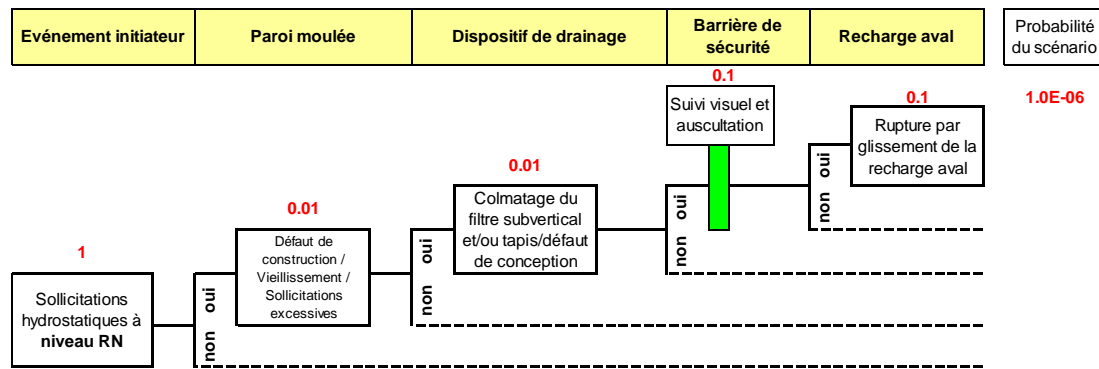 Evénement initiateur
Paroi moulée
Dispositif de drainage
Barrière de
sécurité
Recharge aval
Probabilité
du scénario
0.1
Suivi visuel et
auscultation
0.1
1.0E-06
Rupture par
glissement de la
recharge aval
oui
non
0.01
Colmatage du
filtre subvertical
et/ou tapis/défaut
de conception
oui
non
0.01
Défaut de
construction /
Vieillissement /
Sollicitations
excessives
oui
non
1
Sollicitations
hydrostatiques à
niveau RN
oui
non